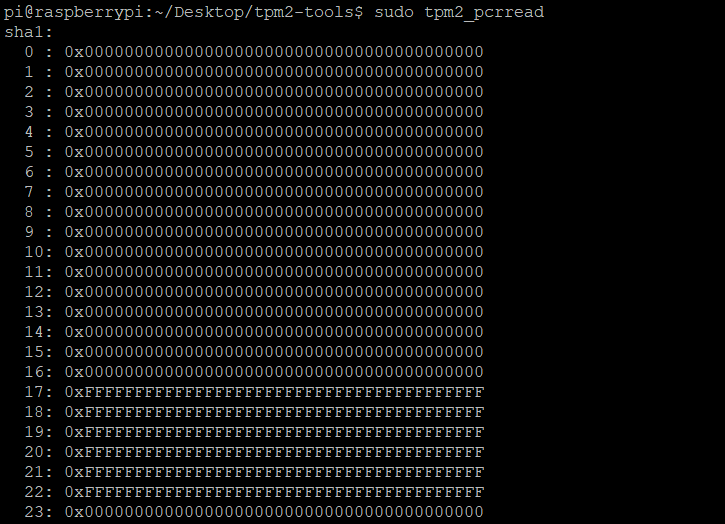 pi@raspberrypi:~/Desktop/tpm2-tools$ sudo tpm2_pcrread
sha1:
  0 : 0x0000000000000000000000000000000000000000
  1 : 0x0000000000000000000000000000000000000000
  2 : 0x0000000000000000000000000000000000000000
  3 : 0x0000000000000000000000000000000000000000
  4 : 0x0000000000000000000000000000000000000000
  5 : 0x0000000000000000000000000000000000000000
  6 : 0x0000000000000000000000000000000000000000
  7 : 0x0000000000000000000000000000000000000000
  8 : 0x0000000000000000000000000000000000000000
  9 : 0x0000000000000000000000000000000000000000
  10: 0x0000000000000000000000000000000000000000
  11: 0x0000000000000000000000000000000000000000
  12: 0x0000000000000000000000000000000000000000
  13: 0x0000000000000000000000000000000000000000
  14: 0x0000000000000000000000000000000000000000
  15: 0x0000000000000000000000000000000000000000
  16: 0x0000000000000000000000000000000000000000
  17: 0xFFFFFFFFFFFFFFFFFFFFFFFFFFFFFFFFFFFFFFFF
  18: 0xFFFFFFFFFFFFFFFFFFFFFFFFFFFFFFFFFFFFFFFF
  19: 0xFFFFFFFFFFFFFFFFFFFFFFFFFFFFFFFFFFFFFFFF
  20: 0xFFFFFFFFFFFFFFFFFFFFFFFFFFFFFFFFFFFFFFFF
  21: 0xFFFFFFFFFFFFFFFFFFFFFFFFFFFFFFFFFFFFFFFF
  22: 0xFFFFFFFFFFFFFFFFFFFFFFFFFFFFFFFFFFFFFFFF
  23: 0x0000000000000000000000000000000000000000